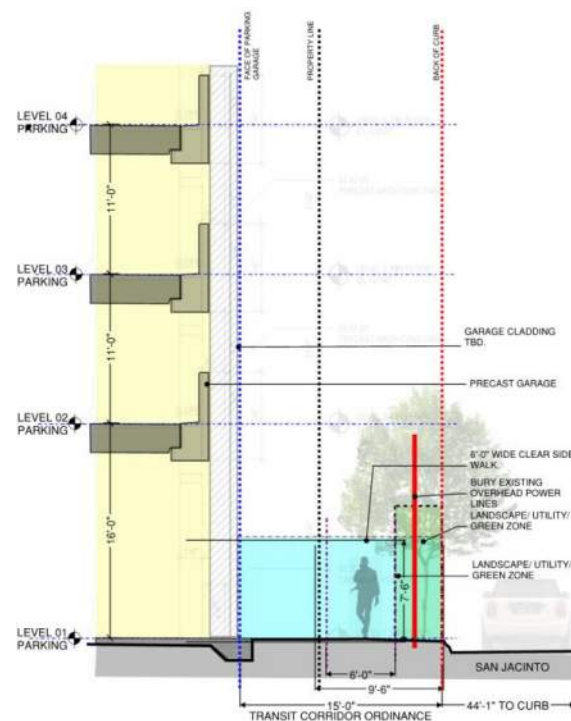 FACE OF PARKING
GARAGE
PROPERTY LINE
BACK OF CURB
LEVEL 04
PARKING
11'-0"
LEVEL 03
PARKING
11'-0"
GARAGE CLADDING
TBD.
PRECAST GARAGE
LEVEL 02
PARKING
6'-0" WIDE CLEAR SIDE
WALK.
BURY EXISTING
OVERHEAD POWER
LINES
LANDSCAPE/ UTILITY/
GREEN ZONE
16'-0"
LANDSCAPE/ UTILITY/
GREEN ZONE
7'-6"
LEVEL 01
PARKING
SAN JACINTO
6'-0"
9'-6"
15'-0"
44'-1" TO CURB
TRANSIT CORRIDOR ORDINANCE